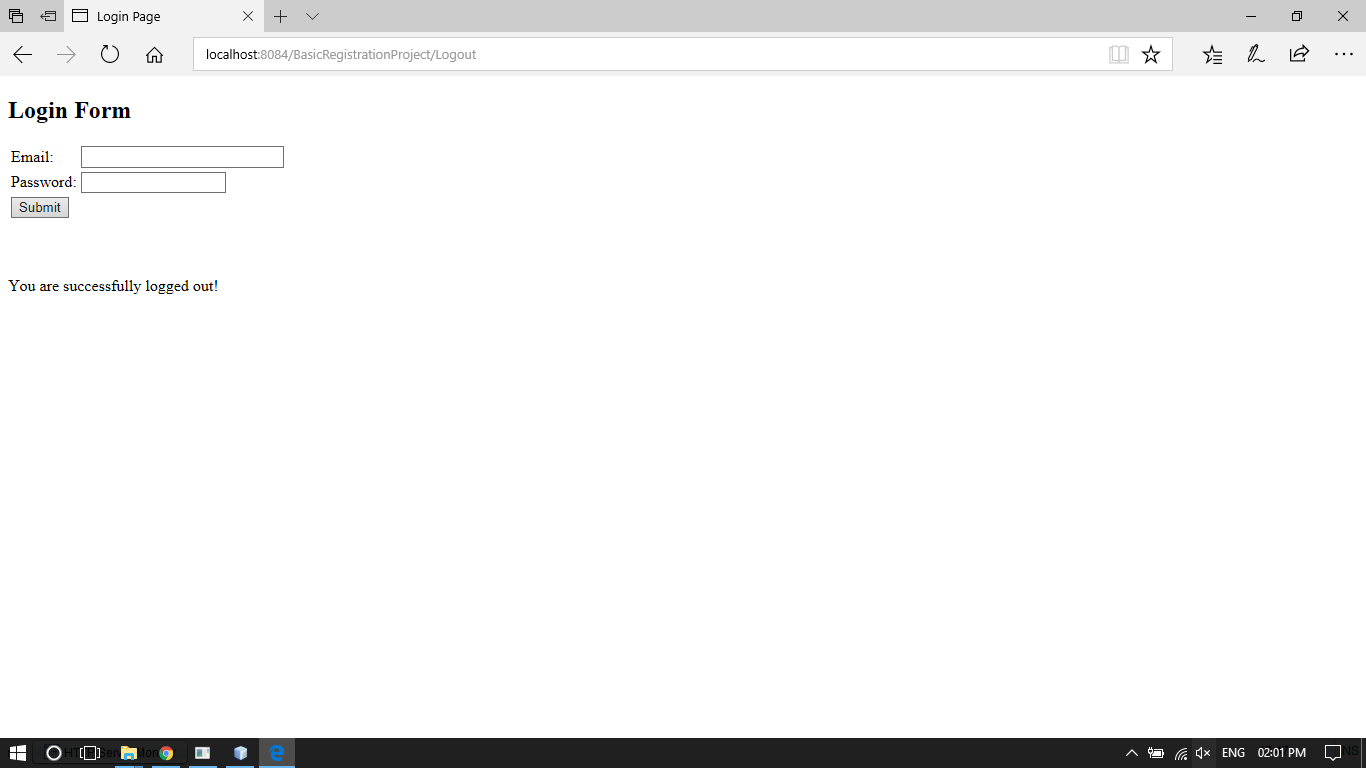 Login Page
localhost:8084/BasicRegistrationProject/Logout
Login Form
Email:
Password:
Submit
You are successfully logged out!
ENG 02:01 PM